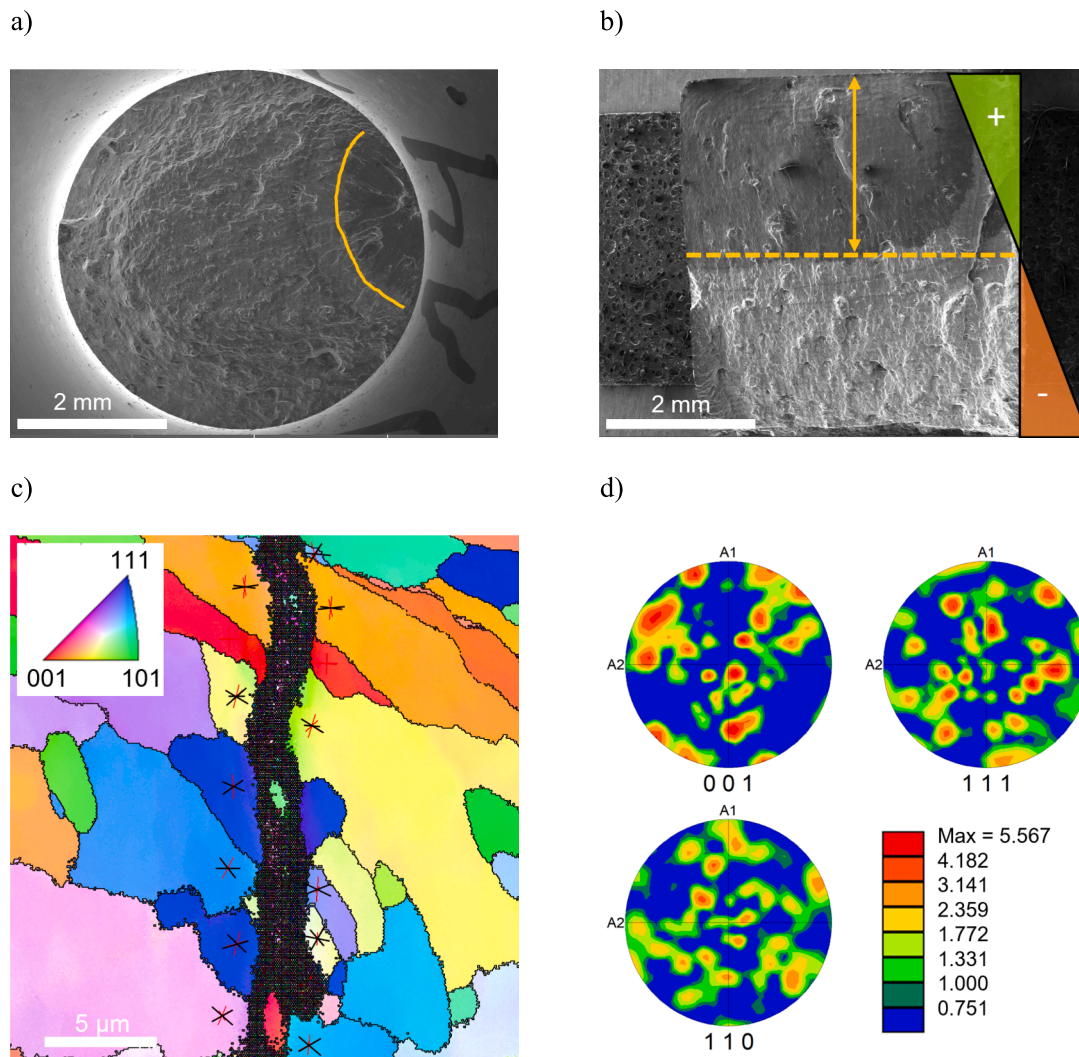 a)
b)
2 mm
+
-
2 mm
c)
d)
111
001
101
5 µm
A1
A2
0 0 1
A1
A2
1 1 1
A1
A2
1 1 0
Max = 5.567
4.182
3.141
2.359
1.772
1.331
1.000
0.751